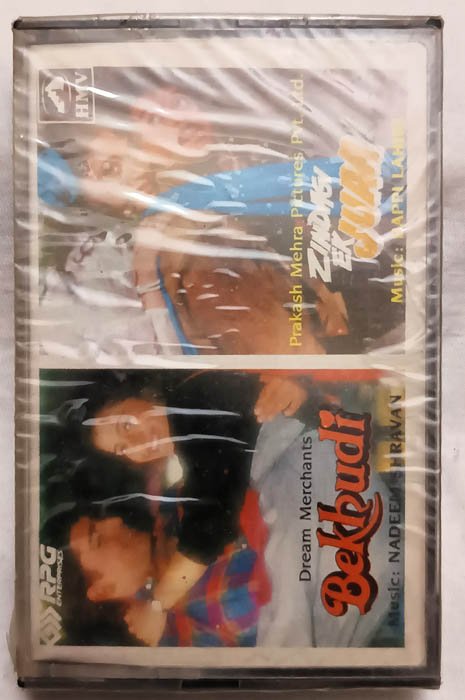 HMV
Prakash Mehra Pictures Pvt. Ltd.
ZINDAGI
EK
JUAA
Music: BAPPI LAHIRI
RPG
ENTERPRISES
Dream Merchants
Bekhudi
Music: NADEEM SHRAVAN